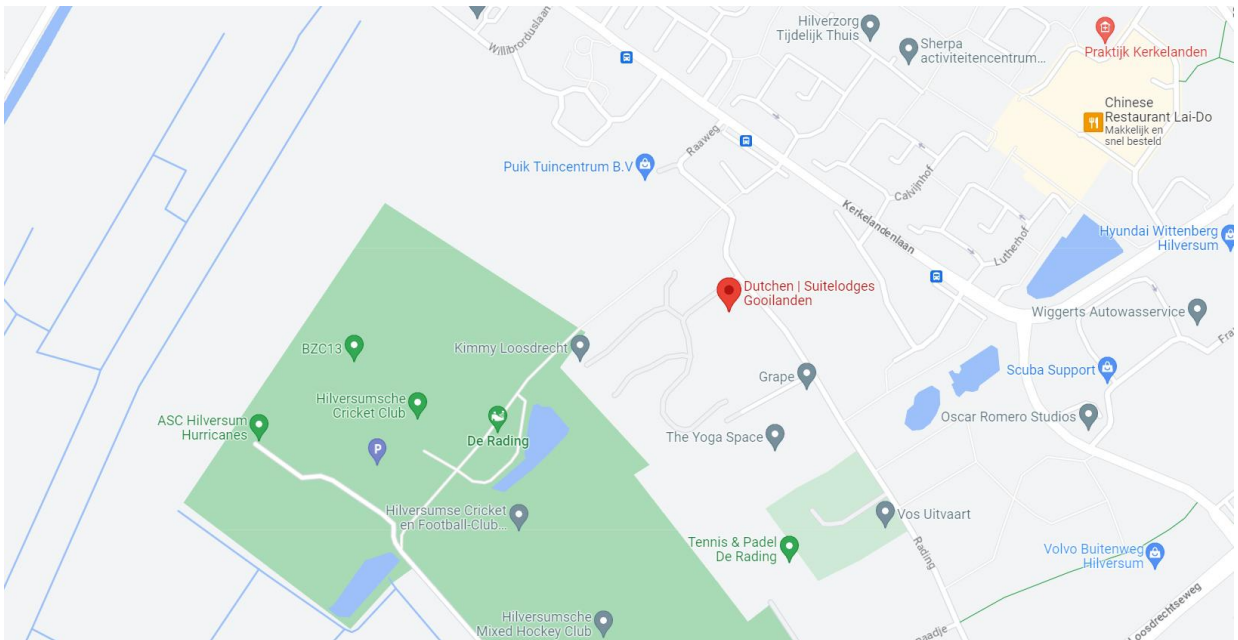 Willibrorduslaan
Hilverzorg
Tijdelijk Thuis
Sherpa
activiteitencentrum...
Praktijk Kerkelanden
Chinese
Restaurant Lai-Do
Makkelijk en
snel besteld
Raaweg
Puik Tuincentrum B.V
Calvijnhof
Kerkelandenlaan
Lutherhof
Hyundai Wittenberg
Hilversum
Dutchen | Suitelodges
Gooilanden
Wiggerts Autowasservice
Fra
BZC13
Kimmy Loosdrecht
Grape
Scuba Support
Hilversumsche
Cricket Club
ASC Hilversum
Hurricanes
De Rading
P
The Yoga Space
Oscar Romero Studios
Hilversumse Cricket
en Football-Club...
Vos Uitvaart
Tennis & Padel
De Rading
Rading
Volvo Buitenweg
Hilversum
Hilversumsche
Mixed Hockey Club
Raadje
Loosdrechtseweg